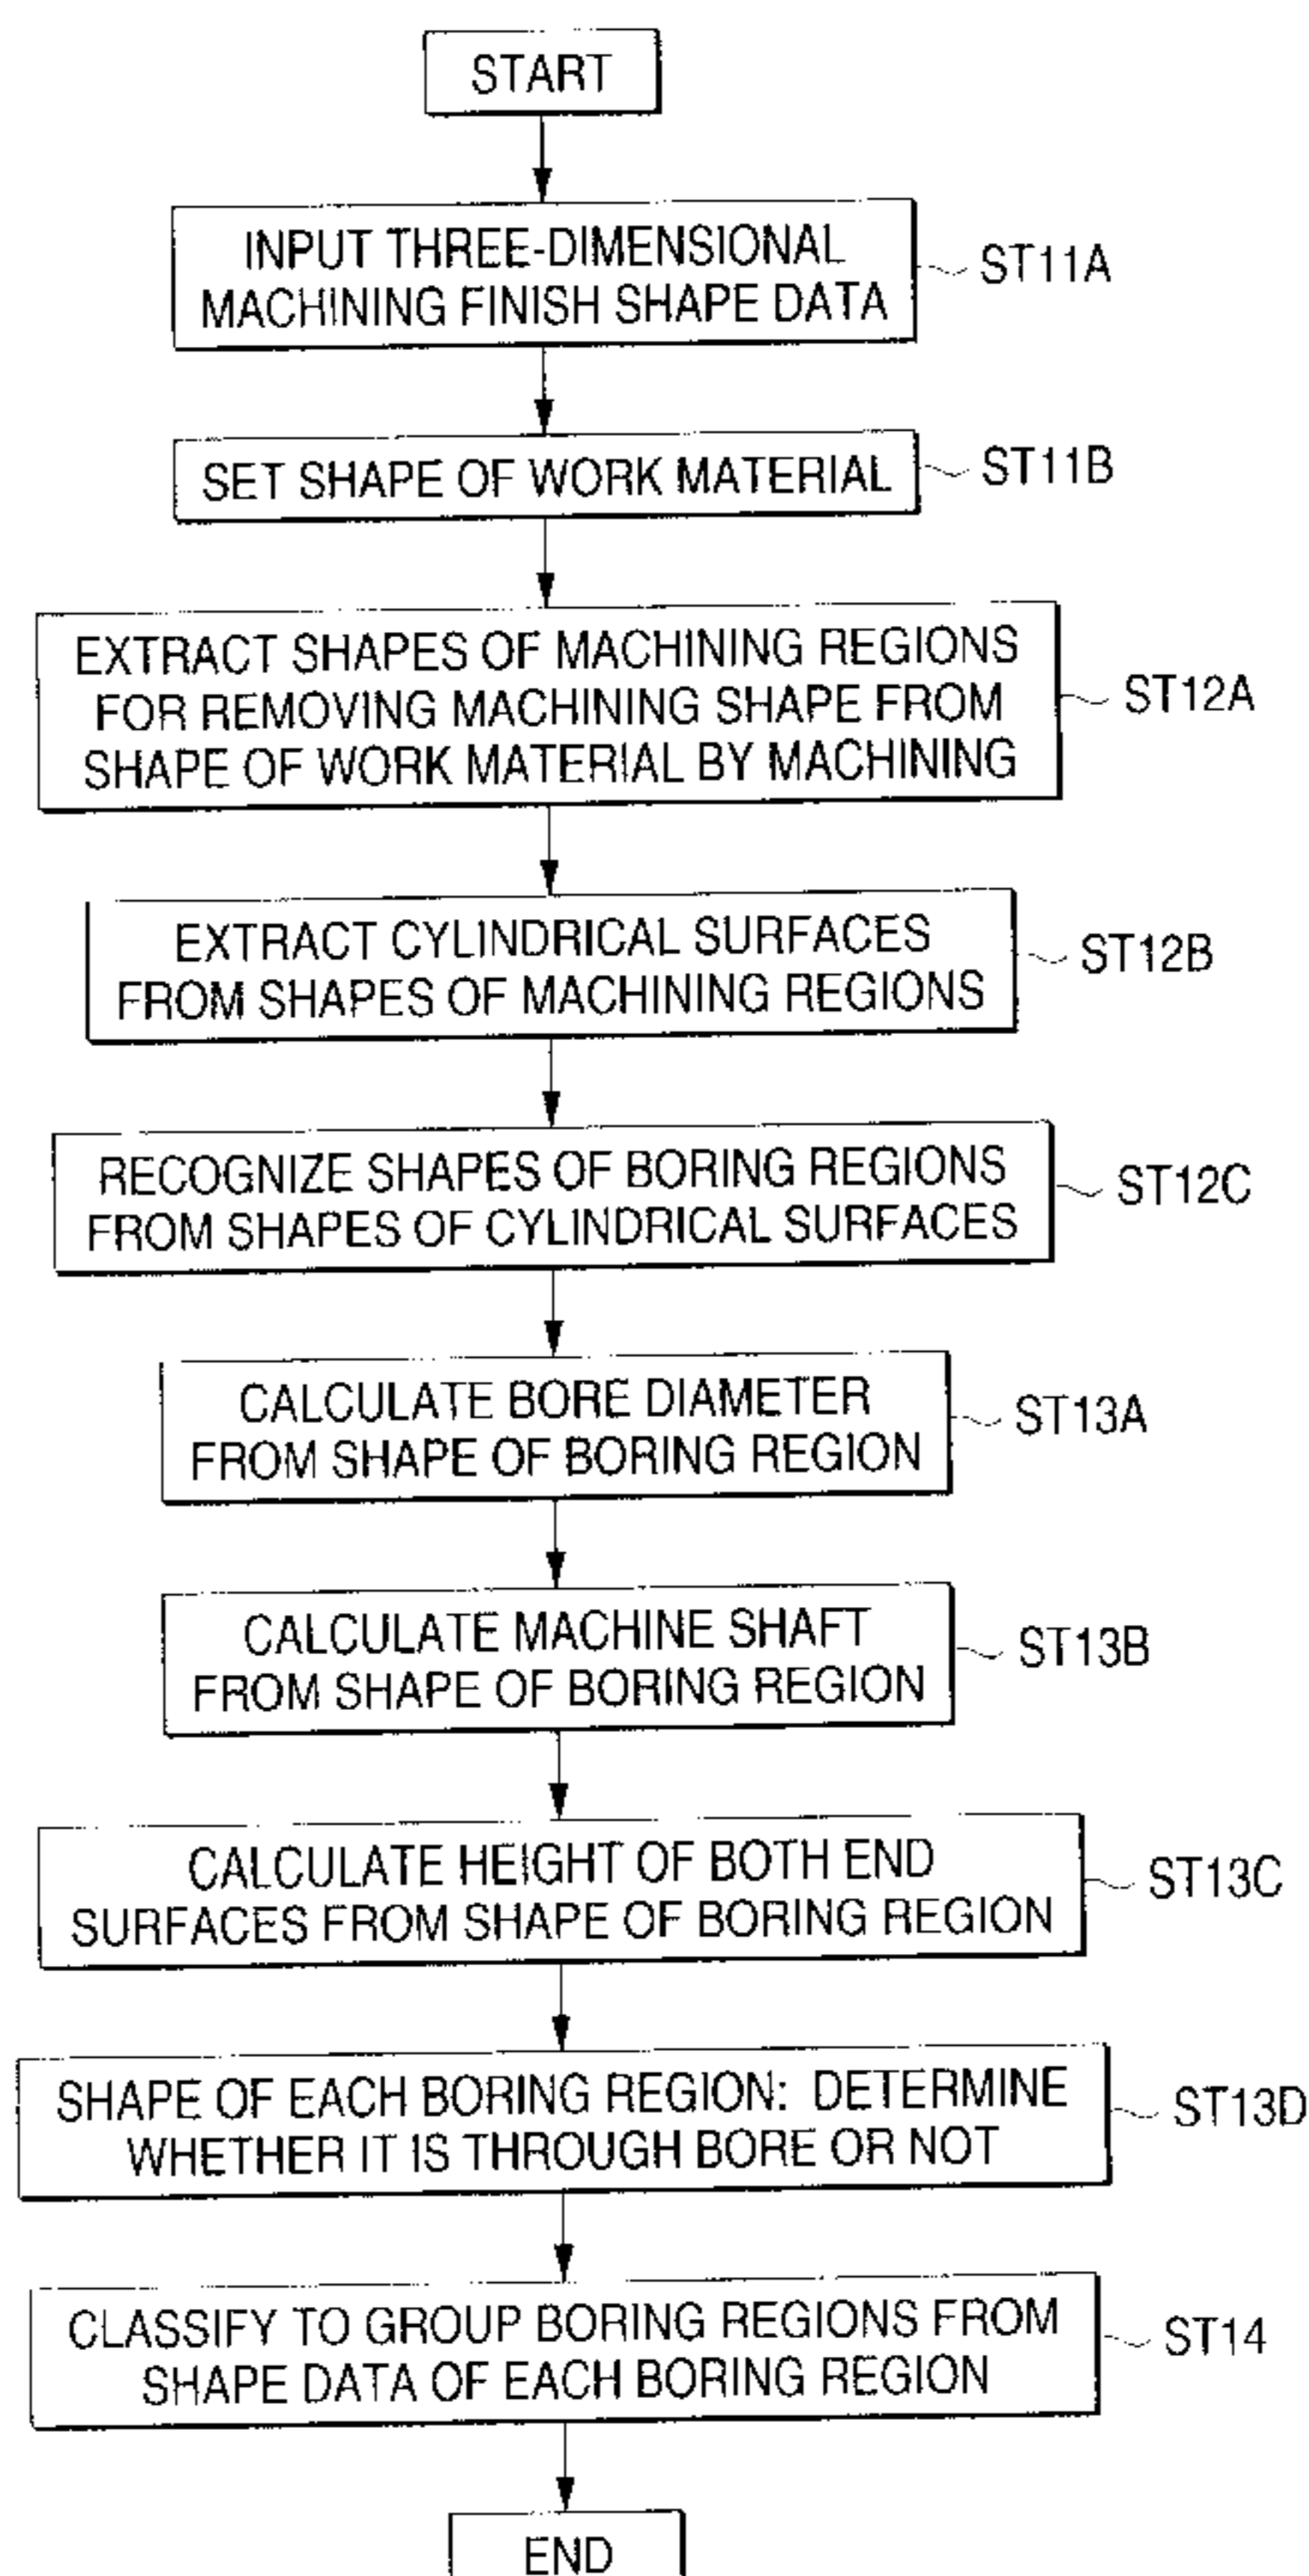 START
INPUT THREE-DIMENSIONAL
MACHINING FINISH SHAPE DATA
ST11A
SET SHAPE OF WORK MATERIAL
ST11B
EXTRACT SHAPES OF MACHINING REGIONS
FOR REMOVING MACHINING SHAPE FROM
SHAPE OF WORK MATERIAL BY MACHINING
ST12A
EXTRACT CYLINDRICAL SURFACES
FROM SHAPES OF MACHINING REGIONS
ST12B
RECOGNIZE SHAPES OF BORING REGIONS
FROM SHAPES OF CYLINDRICAL SURFACES
ST12C
CALCULATE BORE DIAMETER
FROM SHAPE OF BORING REGION
ST13A
CALCULATE MACHINE SHAFT
FROM SHAPE OF BORING REGION
ST13B
CALCULATE HEIGHT OF BOTH END
SURFACES FROM SHAPE OF BORING REGION
ST13C
SHAPE OF EACH BORING REGION: DETERMINE
WHETHER IT IS THROUGH BORE OR NOT
ST13D
CLASSIFY TO GROUP BORING REGIONS FROM
SHAPE DATA OF EACH BORING REGION
ST14
END